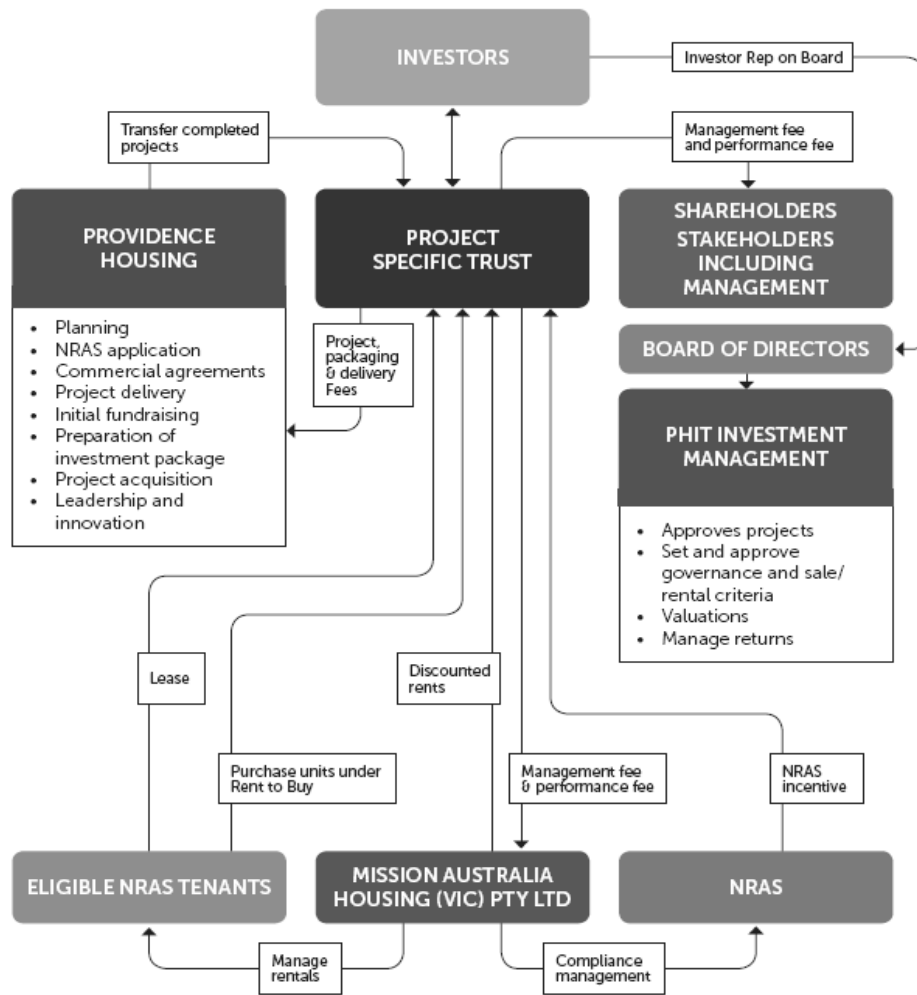 INVESTORS
Investor Rep on Board
Transfer completed
projects
Management fee
and performance fee
PROVIDENCE
HOUSING
PROJECT
SPECIFIC TRUST
SHAREHOLDERS
STAKEHOLDERS
INCLUDING
MANAGEMENT
• Planning
• NRAS application
• Commercial agreements
• Project delivery
• Initial fundraising
• Preparation of
investment package
• Project acquisition
• Leadership and
innovation
Project,
packaging
& delivery
Fees
BOARD OF DIRECTORS
PHIT INVESTMENT
MANAGEMENT
• Approves projects
• Set and approve
governance and sale/
rental criteria
• Valuations
• Manage returns
Lease
Discounted
rents
Purchase units under
Rent to Buy
Management fee
& performance fee
NRAS
incentive
ELIGIBLE NRAS TENANTS
MISSION AUSTRALIA
HOUSING (VIC) PTY LTD
NRAS
Manage
rentals
Compliance
management